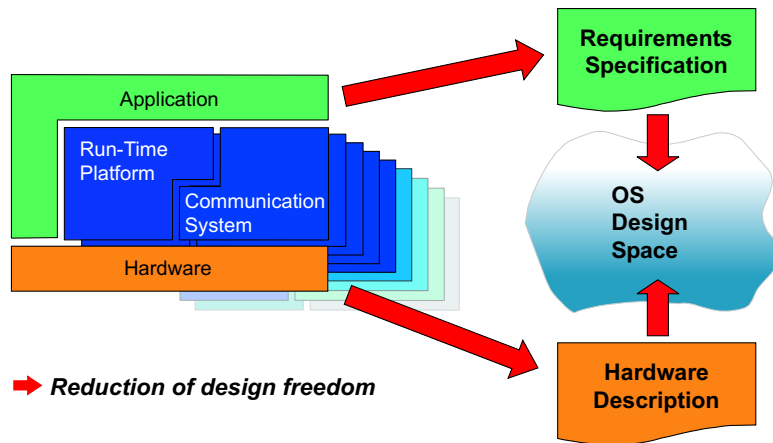 Requirements
Specification
Application
Run-Time
Platform
Communication
System
Hardware
OS
Design
Space
Hardware
Description
Reduction of design freedom